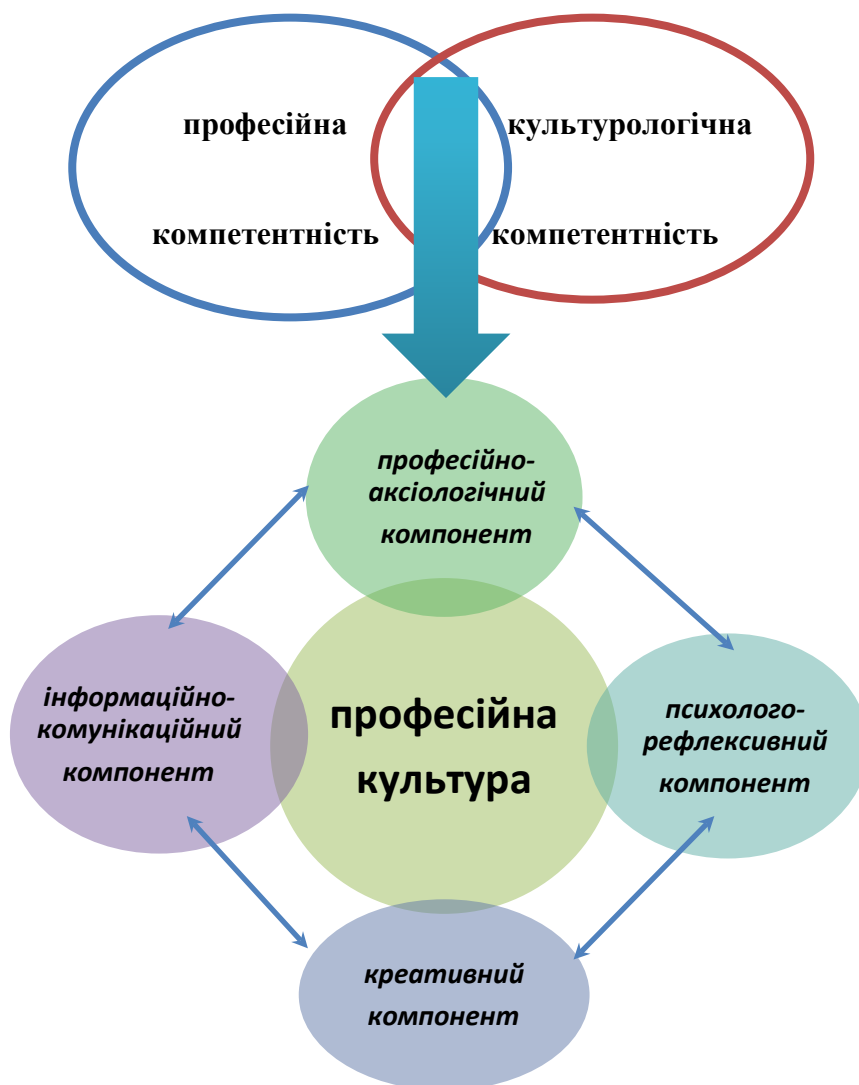 професійна
компетентність
культурологічна
компетентність
професійно-
аксіологічний
компонент
інформаційно-
комунікаційний
компонент
професійна
культура
психолого-
рефлексивний
компонент
креативний
компонент